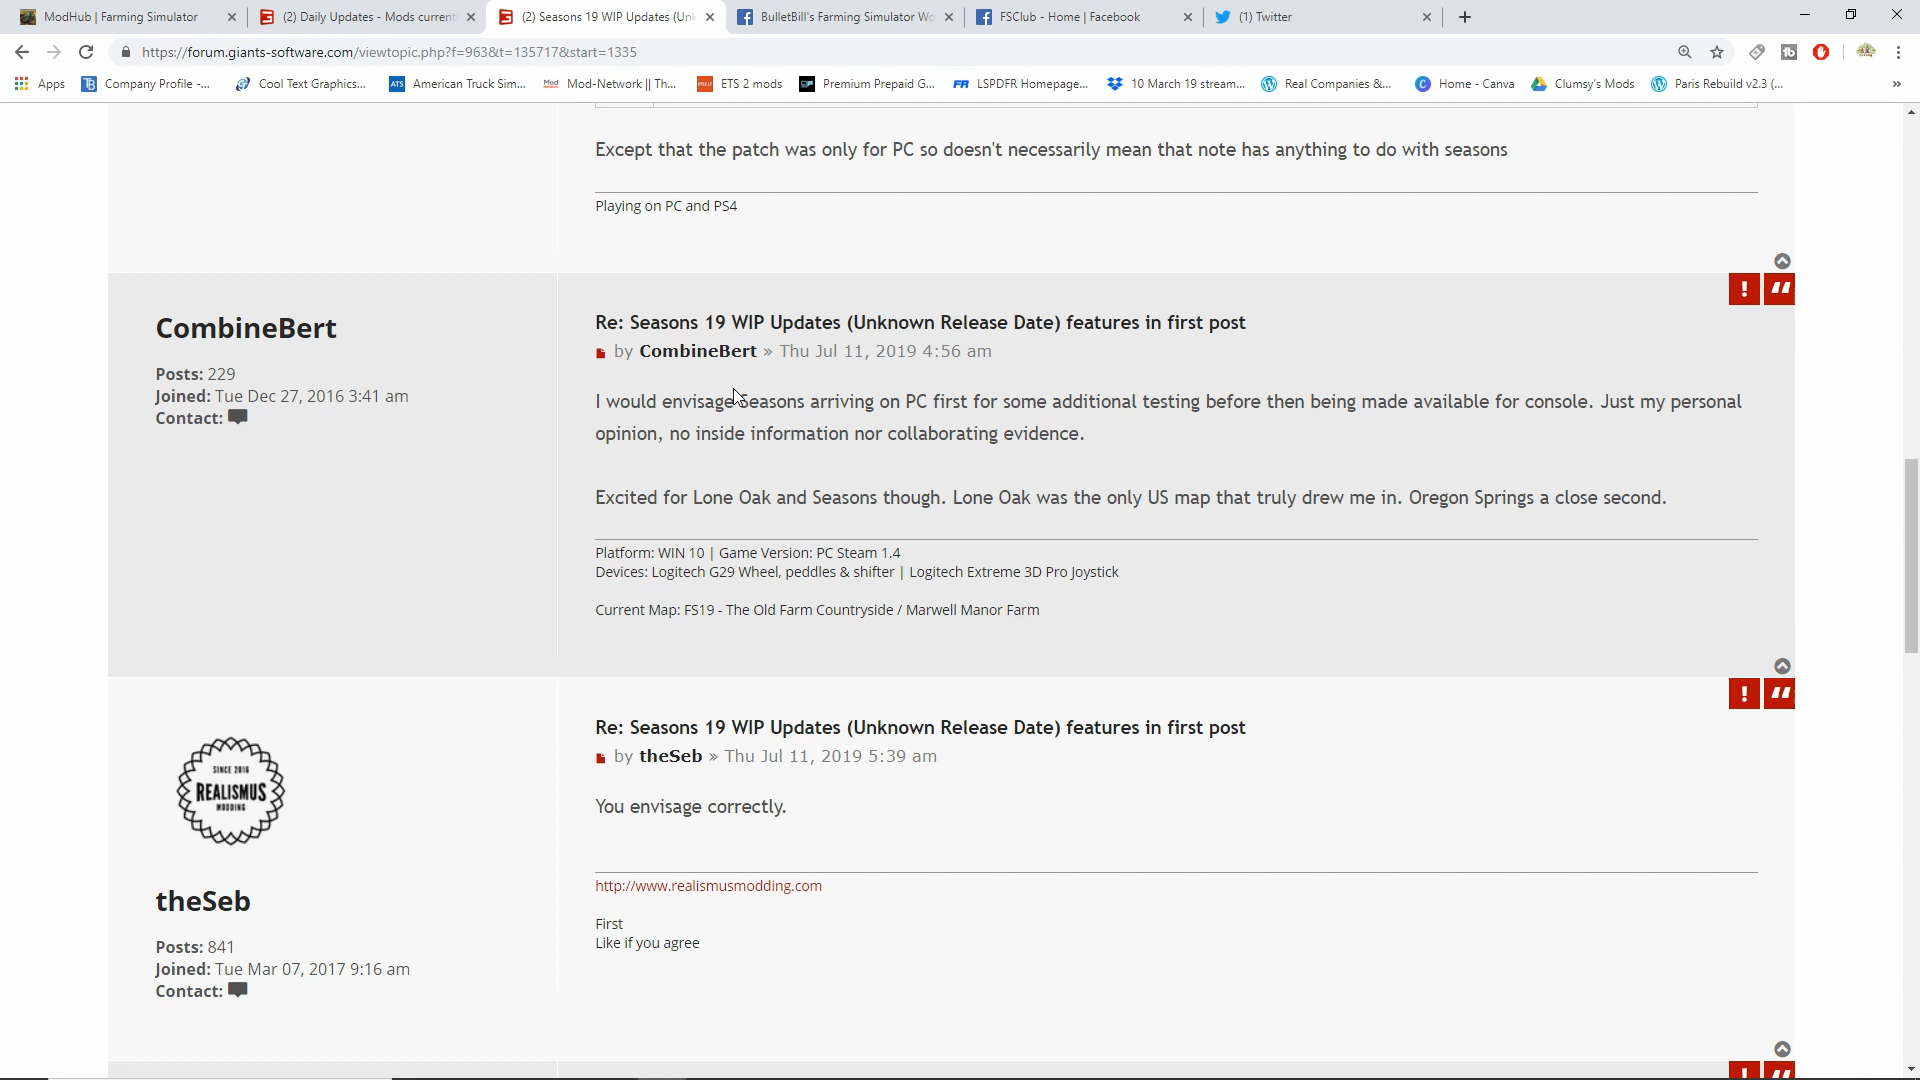 ModHub | Farming Simulator
(2) Daily Updates - Mods current
(2) Seasons 19 WIP Updates (Unk
BulletBill's Farming Simulator Wo
FSClub - Home | Facebook
(1) Twitter
https://forum.giants-software.com/viewtopic.php?f=963&t=135717&start=1335
Apps
Company Profile -...
Cool Text Graphics...
American Truck Sim...
Mod-Network || Th...
ETS 2 mods
Premium Prepaid G...
LSPDFR Homepage...
10 March 19 stream...
Real Companies &...
Home - Canva
Clumsy's Mods
Paris Rebuild v2.3 (...
Except that the patch was only for PC so doesn't necessarily mean that note has anything to do with seasons
Playing on PC and PS4
CombineBert
Posts: 229
Joined: Tue Dec 27, 2016 3:41 am
Contact:
Re: Seasons 19 WIP Updates (Unknown Release Date) features in first post
by CombineBert » Thu Jul 11, 2019 4:56 am
I would envisage Seasons arriving on PC first for some additional testing before then being made available for console. Just my personal
opinion, no inside information nor collaborating evidence.
Excited for Lone Oak and Seasons though. Lone Oak was the only US map that truly drew me in. Oregon Springs a close second.
Platform: WIN 10 | Game Version: PC Steam 1.4
Devices: Logitech G29 Wheel, peddles & shifter | Logitech Extreme 3D Pro Joystick
Current Map: FS19 - The Old Farm Countryside / Marwell Manor Farm
SINCE 2016
REALISMUS
MODDING
theSeb
Posts: 841
Joined: Tue Mar 07, 2017 9:16 am
Contact:
Re: Seasons 19 WIP Updates (Unknown Release Date) features in first post
by theSeb » Thu Jul 11, 2019 5:39 am
You envisage correctly.
http://www.realismusmodding.com
First
Like if you agree